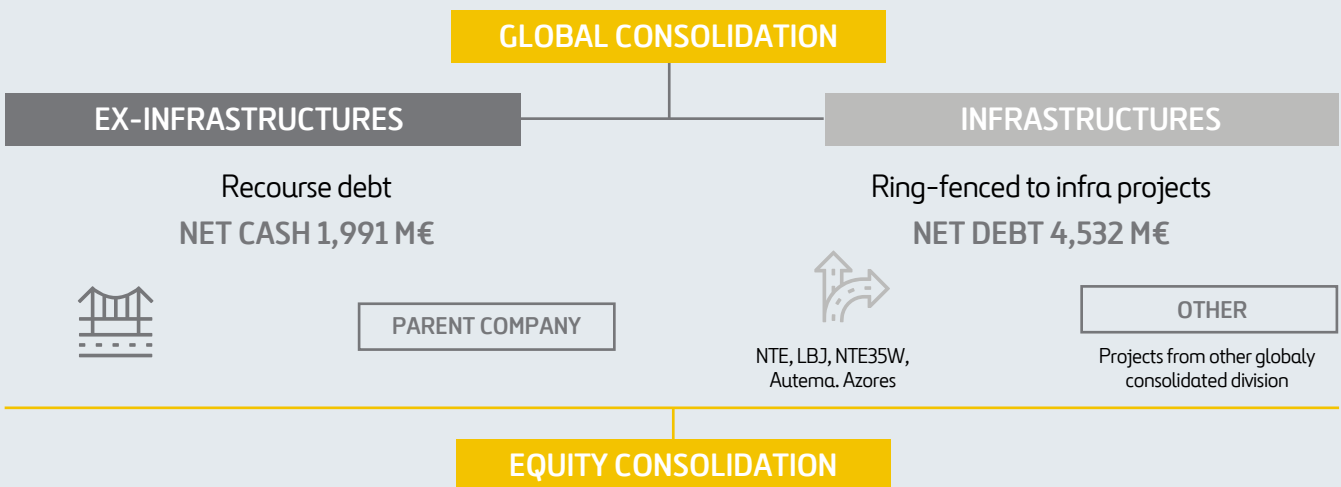 GLOBAL CONSOLIDATION
EX-INFRASTRUCTURES
Recourse debt
NET CASH 1,991 M€
PARENT COMPANY
INFRASTRUCTURES
Ring-fenced to infra projects
NET DEBT 4,532 M€
NTE, LBJ, NTE35W,
Autema. Azores
OTHER
Projects from other globaly
consolidated division
EQUITY CONSOLIDATION